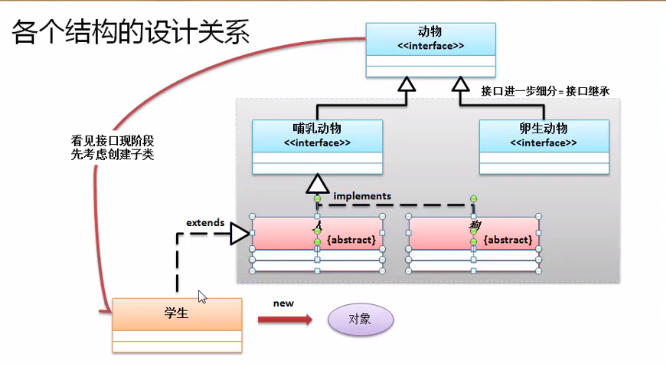 各个结构的设计关系
动物
<<interface>>
接口进一步细分=接口继承
看见接口现阶段
先考虑创建子类
哺乳动物
<<interface>>
卵生动物
<<interface>>
implements
extends
人
{abstract}
狗
{abstract}
学生
new
对象